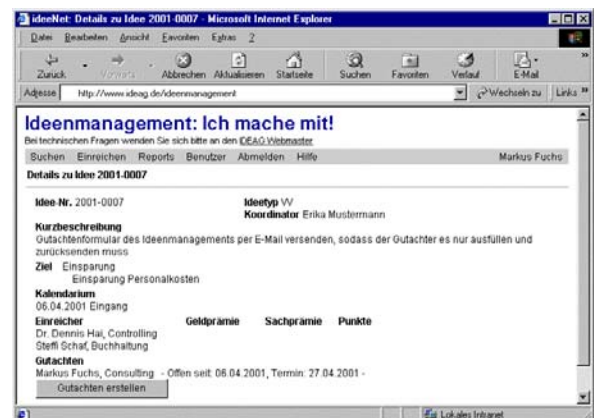 ideeNet: Details zu Idee 2001-0007 - Microsoft Internet Explorer
Datei Bearbeiten Ansicht Favoriten Extras ?
Zurück Vorwärts Abbrechen Aktualisieren Startseite Suchen Favoriten Verlauf E-Mail »
Adresse http://www.ideag.de/ideenmanagement Wechseln zu Links »
Ideenmanagement: Ich mache mit!
Bei technischen Fragen wenden Sie sich bitte an den IDEAG Webmaster
Suchen Einreichen Reports Benutzer Abmelden Hilfe Markus Fuchs
Details zu Idee 2001-0007
Idee-Nr. 2001-0007 Ideetyp VV
Koordinator Erika Mustermann
Kurzbeschreibung
Gutachtenformular des Ideenmanagements per E-Mail versenden, sodass der Gutachter es nur ausfüllen und
zurücksenden muss
Ziel Einsparung
Einsparung Personalkosten
Kalendarium
06.04.2001 Eingang
Einreicher Geldprämie Sachprämie Punkte
Dr. Dennis Hai, Controlling
Steffi Schaf, Buchhaltung
Gutachten
Markus Fuchs, Consulting - Offen seit: 06.04.2001, Termin: 27.04.2001 -
Gutachten erstellen
Lokales Intranet